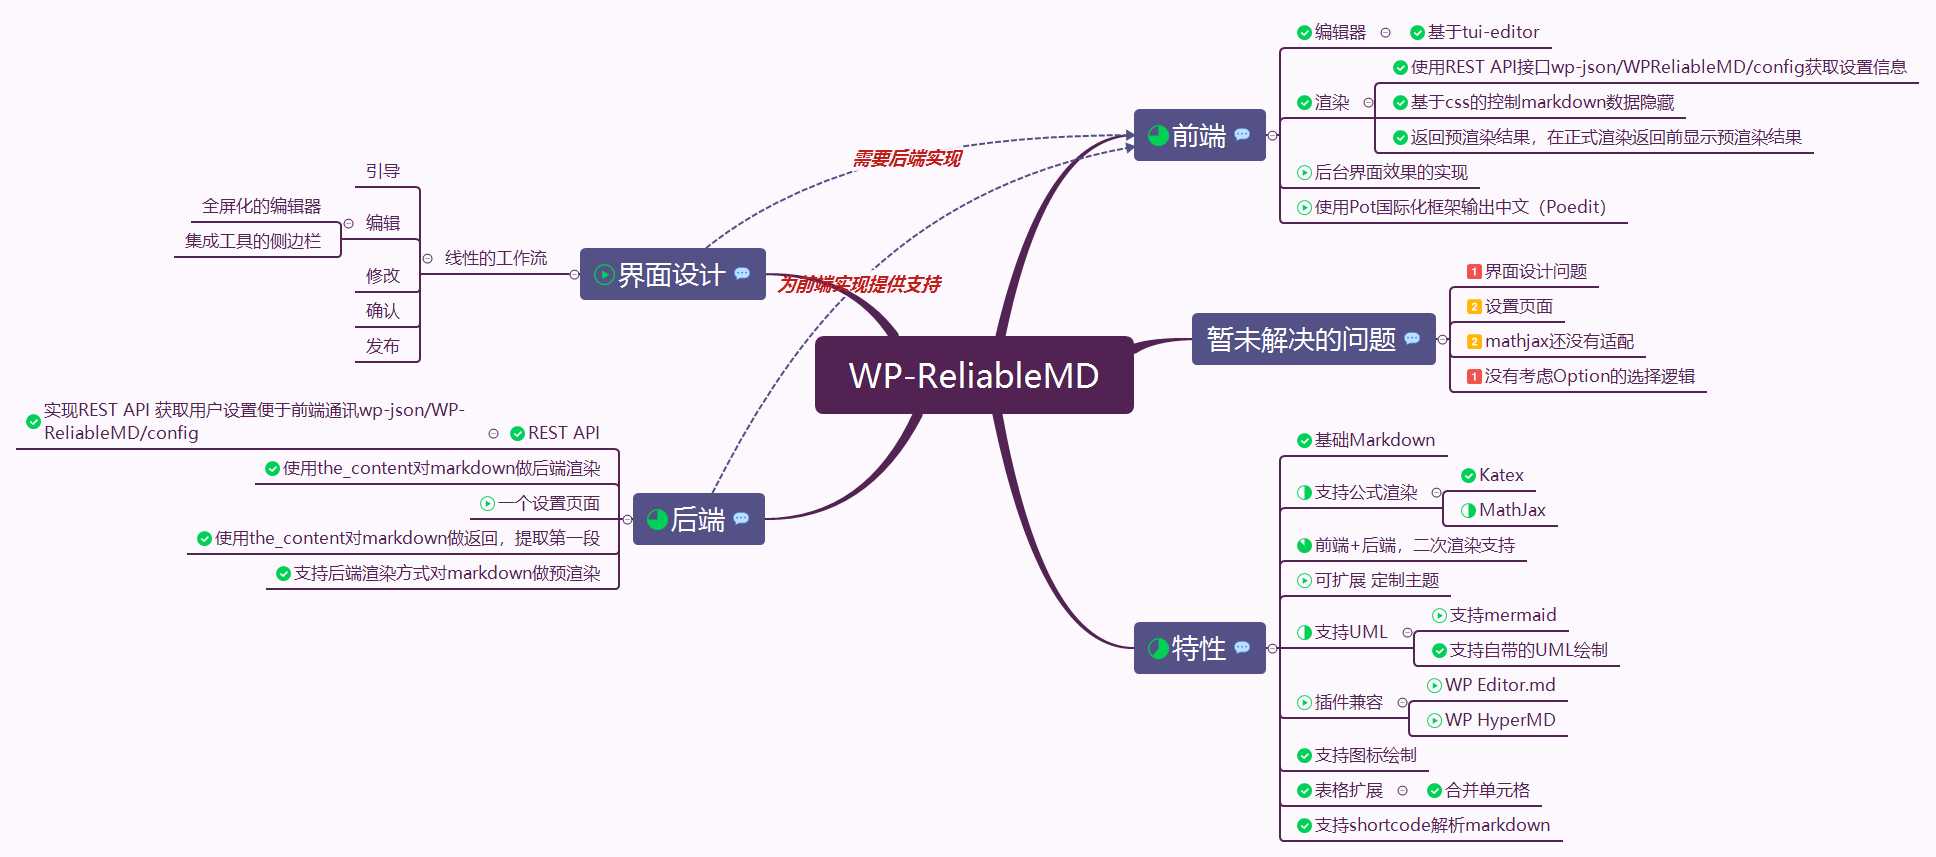 WP-ReliableMD
前端
编辑器
基于tui-editor
渲染
使用REST API接口wp-json/WPReliableMD/config获取设置信息
基于css的控制markdown数据隐藏
返回预渲染结果，在正式渲染返回前显示预渲染结果
后台界面效果的实现
使用Pot国际化框架输出中文（Poedit）
暂未解决的问题
1 界面设计问题
2 设置页面
2 mathjax还没有适配
1 没有考虑Option的选择逻辑
特性
基础Markdown
支持公式渲染
Katex
MathJax
前端+后端，二次渲染支持
可扩展 定制主题
支持UML
支持mermaid
支持自带的UML绘制
插件兼容
WP Editor.md
WP HyperMD
支持图标绘制
表格扩展
合并单元格
支持shortcode解析markdown
界面设计
线性的工作流
引导
编辑
全屏化的编辑器
集成工具的侧边栏
修改
确认
发布
后端
REST API
实现REST API 获取用户设置便于前端通讯wp-json/WP-
ReliableMD/config
使用the_content对markdown做后端渲染
一个设置页面
使用the_content对markdown做返回，提取第一段
支持后端渲染方式对markdown做预渲染
需要后端实现
为前端实现提供支持